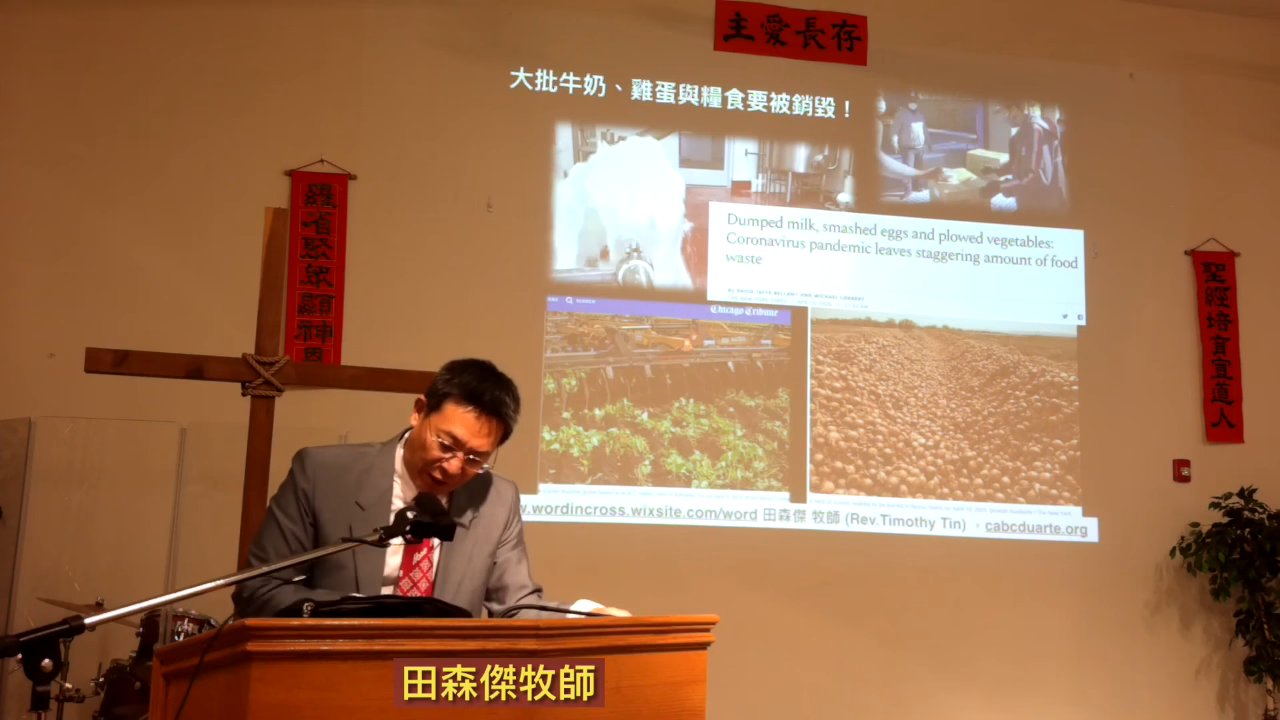 主愛長存
大批牛奶、雞蛋與糧食要被銷毀！
Dumped milk, smashed eggs and plowed vegetables:
Coronavirus pandemic leaves staggering amount of food
waste
SEARCH
Chicago Tribune
聖經培育宜道人
w.wordincross.wixsite.com/word 田森傑 牧師 (Rev.Timothy Tin) , cabcduarte.org
田森傑牧師